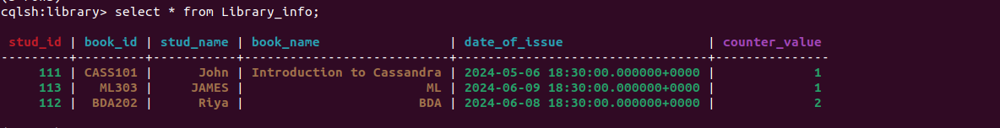 cqlsh:library> select * from Library_info;
 stud_id | book_id | stud_name | book_name                 | date_of_issue                   | counter_value
---------+---------+-----------+---------------------------+---------------------------------+---------------
     111 | CASS101 |      John | Introduction to Cassandra | 2024-05-06 18:30:00.000000+0000 |             1
     113 |   ML303 |     JAMES |                        ML | 2024-06-09 18:30:00.000000+0000 |             1
     112 |  BDA202 |      Riya |                       BDA | 2024-06-08 18:30:00.000000+0000 |             2